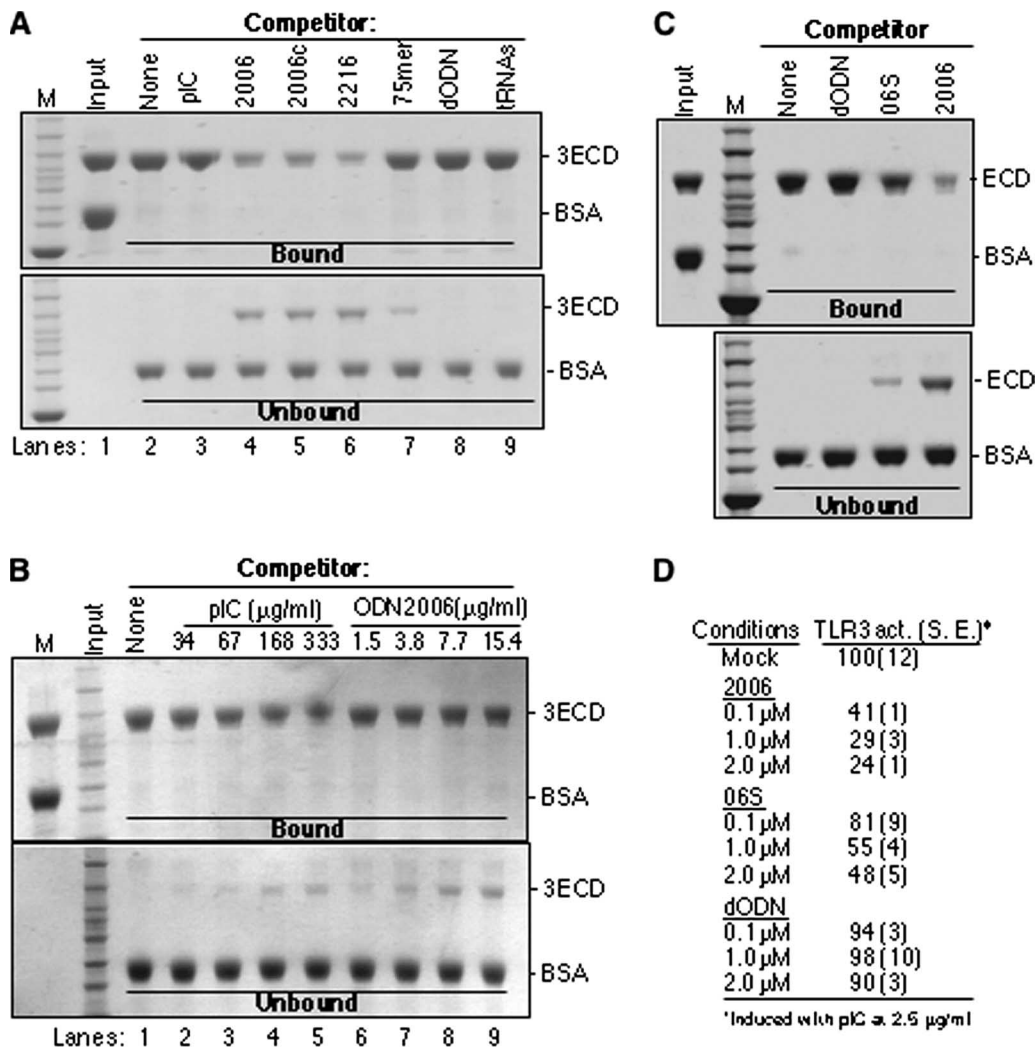 A
Competitor:
M Input None pIC 2006 2006c 2216 75mer dODN tRNAs
3ECD
BSA
Bound
3ECD
BSA
Unbound
Lanes: 1 2 3 4 5 6 7 8 9
B
Competitor:
pIC (µg/ml) ODN2006(µg/ml)
M Input None 34 67 168 333 1.5 3.8 7.7 15.4
3ECD
BSA
Bound
3ECD
BSA
Unbound
Lanes: 1 2 3 4 5 6 7 8 9
C
Competitor
Input M None dODN 06S 2006
ECD
BSA
Bound
ECD
BSA
Unbound
D
Conditions TLR3 act. (S. E.)*
Mock 100(12)
2006
0.1 µM 41(1)
1.0 µM 29(3)
2.0 µM 24(1)
06S
0.1 µM 81(9)
1.0 µM 55(4)
2.0 µM 48(5)
dODN
0.1 µM 94(3)
1.0 µM 98(10)
2.0 µM 90(3)
*Induced with pIC at 2.5 µg/ml